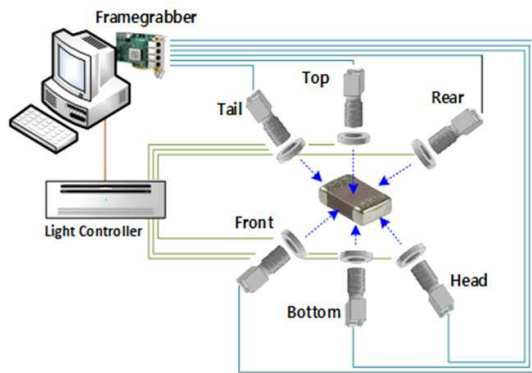 Framegrabber
Top
Tail
Rear
Light Controller
Front
Head
Bottom